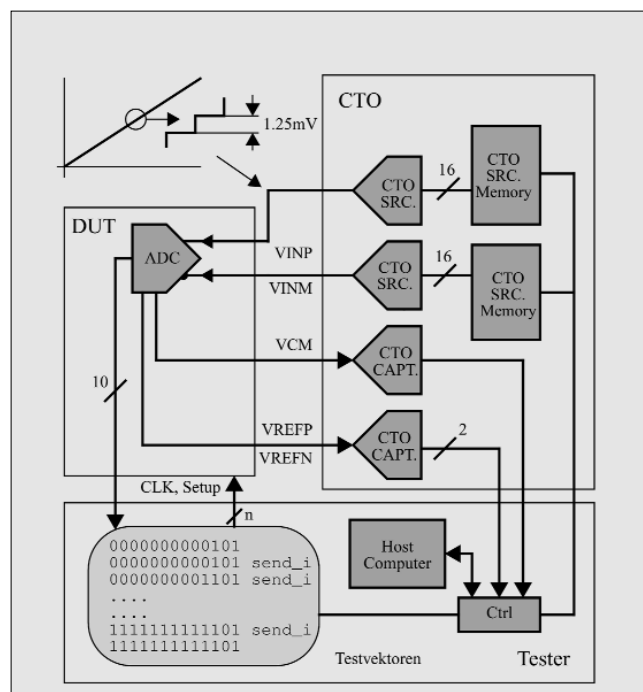 CTO
1.25mV
CTO
SRC.
16
CTO
SRC.
Memory
DUT
ADC
VINP
VINM
CTO
SRC.
16
CTO
SRC.
Memory
VCM
CTO
CAPT.
10
VREFP
VREFN
CTO
CAPT.
2
CLK, Setup
n
0000000000101
0000000000101 send_i
0000000001101 send_i
....
....
1111111111101 send_i
1111111111101
Host
Computer
Ctrl
Testvektoren
Tester